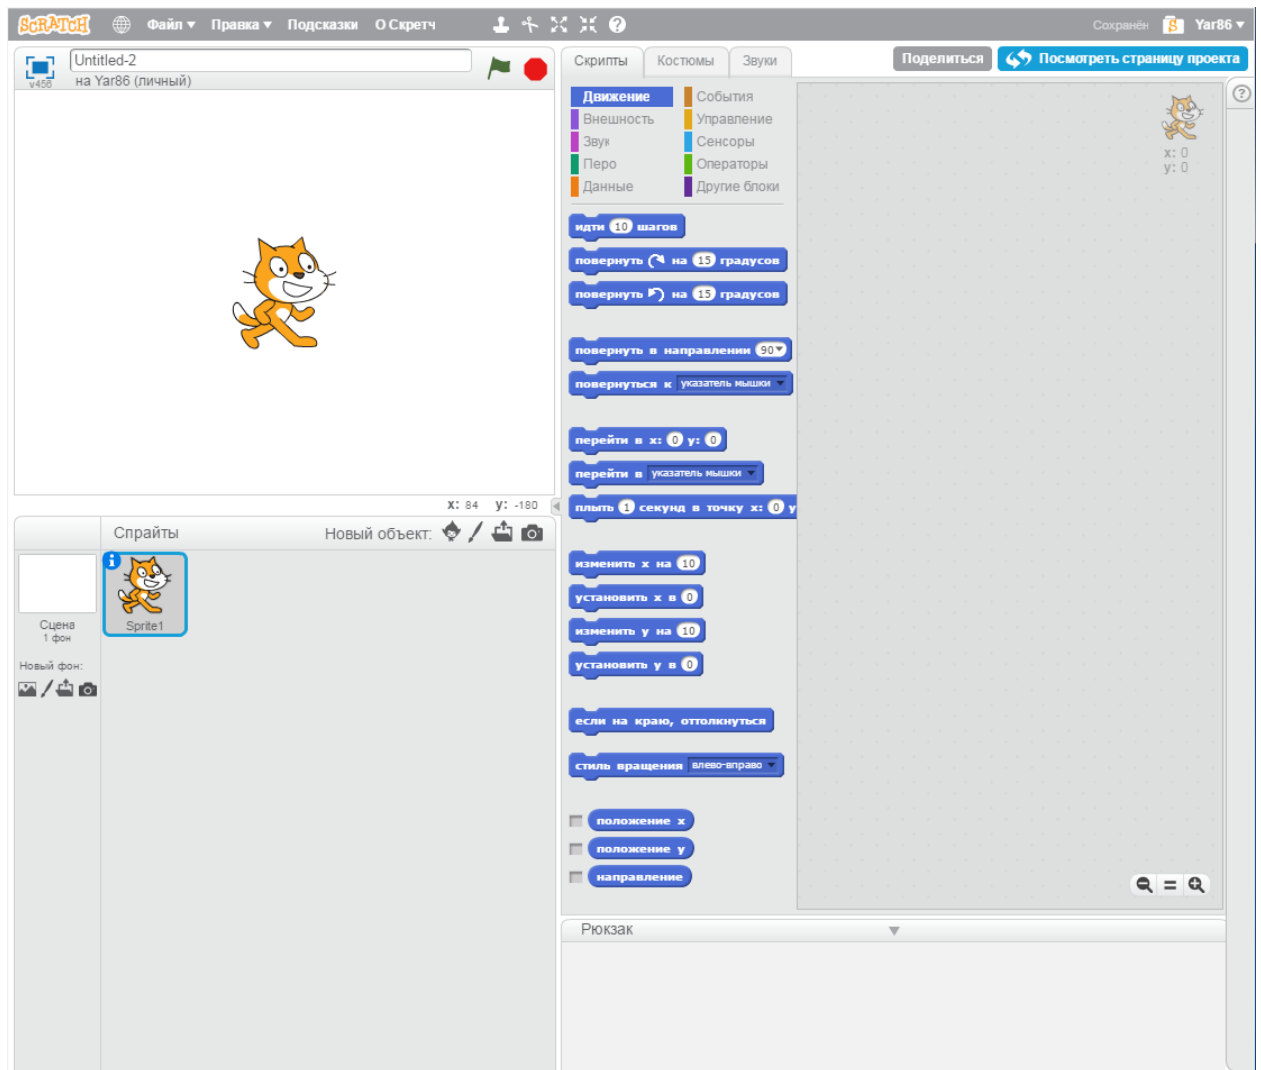 SCRATCH Файл Правка Подсказки О Скретч Сохранён S Yar86
Untitled-2
v456 на Yar86 (личный)
Скрипты Костюмы Звуки
Поделиться Посмотреть страницу проекта
Движение События
Внешность Управление
Звук Сенсоры
Перо Операторы
Данные Другие блоки
x: 0
y: 0
идти 10 шагов
повернуть на 15 градусов
повернуть на 15 градусов
повернуть в направлении 90
повернуться к указатель мышки
перейти в x: 0 y: 0
перейти в указатель мышки
плыть 1 секунд в точку x: 0 y
изменить x на 10
установить x в 0
изменить y на 10
установить y в 0
если на краю, оттолкнуться
стиль вращения влево-вправо
положение x
положение y
направление
X: 84 y: -180
Спрайты Новый объект:
Sprite1
Сцена
1 фон
Новый фон:
Рюкзак